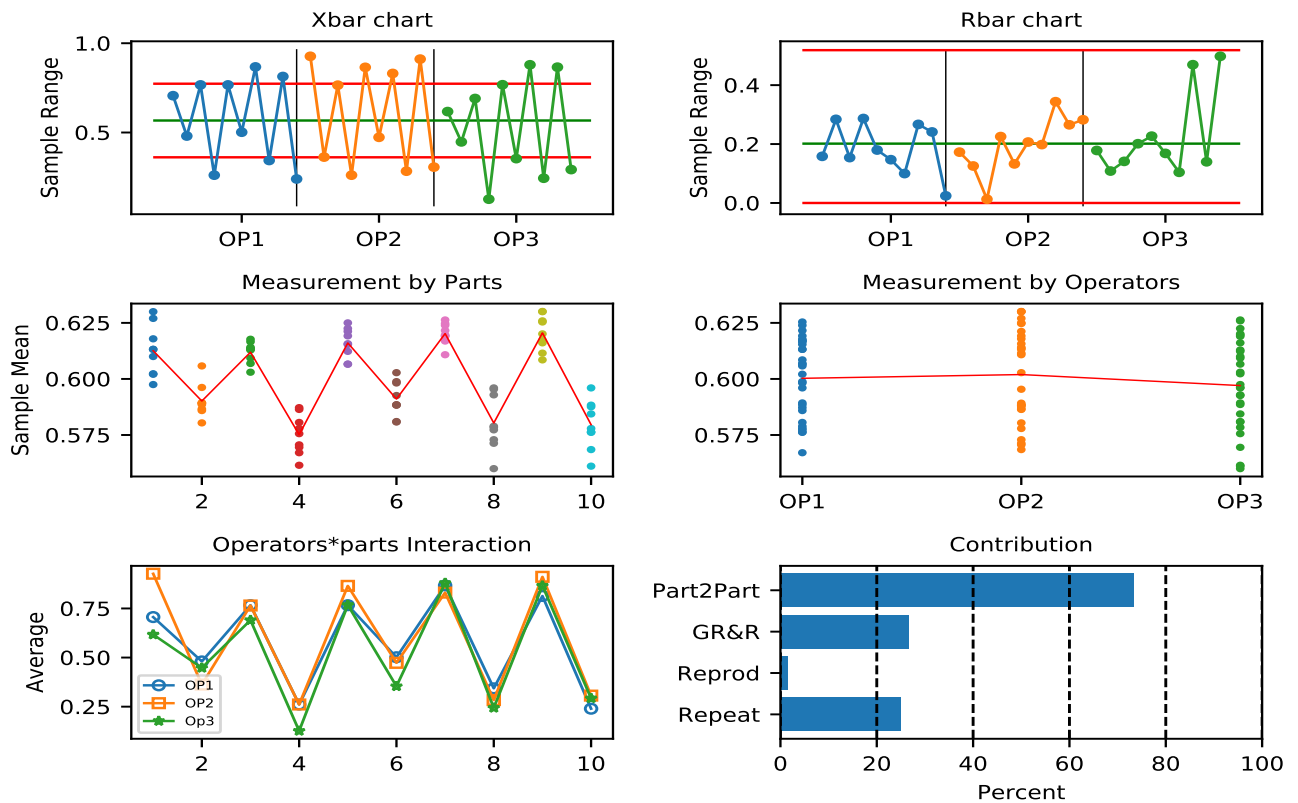 Xbar chart
Sample Range
1.0
0.5
OP1 OP2 OP3
Rbar chart
Sample Range
0.4
0.2
0.0
OP1 OP2 OP3
Measurement by Parts
Sample Mean
0.625
0.600
0.575
2 4 6 8 10
Measurement by Operators
0.625
0.600
0.575
OP1 OP2 OP3
Operators*parts Interaction
Average
0.75
0.50
0.25
OP1
OP2
Op3
2 4 6 8 10
Contribution
Part2Part
GR&R
Reprod
Repeat
0 20 40 60 80 100
Percent